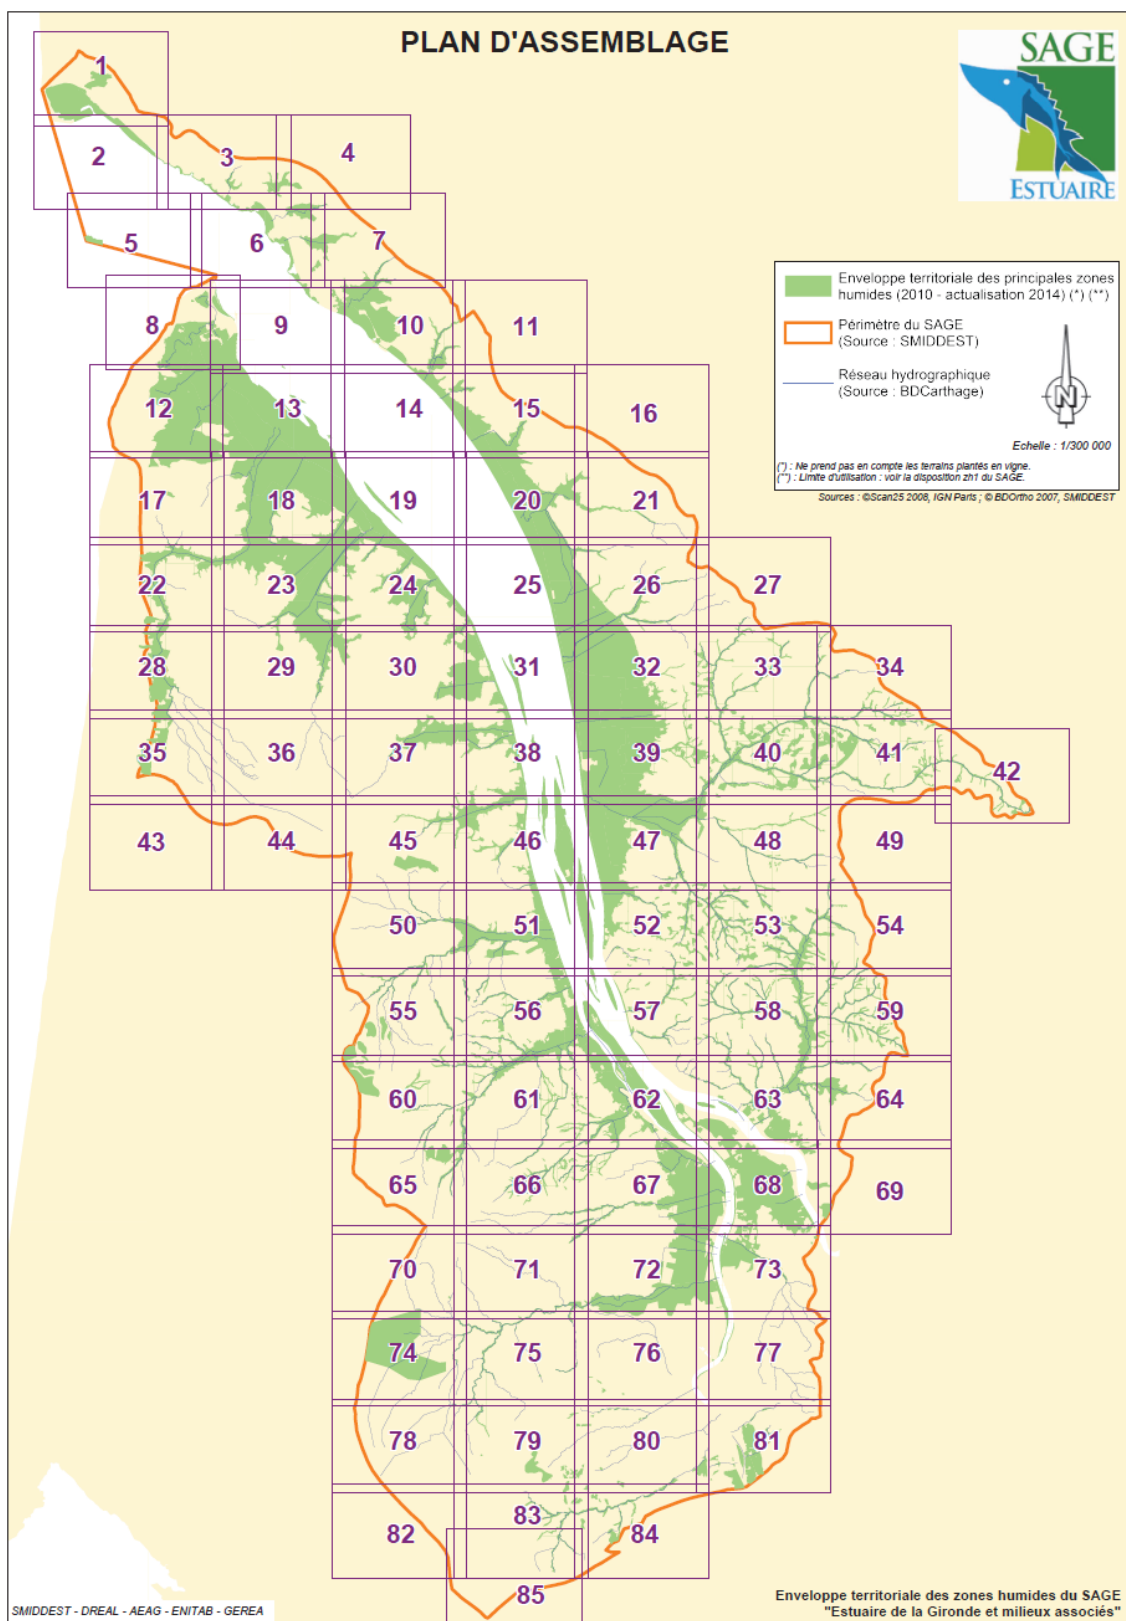 PLAN D'ASSEMBLAGE
SAGE
ESTUAIRE
Enveloppe territoriale des principales zones
humides (2010 - actualisation 2014) (*) (**)
Périmètre du SAGE
(Source : SMIDDEST)
Réseau hydrographique
(Source : BDCarthage)
N
Echelle : 1/300 000
(*) : Ne prend pas en compte les terrains plantés en vigne.
(**) : Limite d'utilisation : voir la disposition zh1 du SAGE.
Sources : ©Scan25 2008, IGN Paris ; © BDOrtho 2007, SMIDDEST
1
2 3 4
5 6 7
8 9 10 11
12 13 14 15 16
17 18 19 20 21
22 23 24 25 26 27
28 29 30 31 32 33 34
35 36 37 38 39 40 41 42
43 44 45 46 47 48 49
50 51 52 53 54
55 56 57 58 59
60 61 62 63 64
65 66 67 68 69
70 71 72 73
74 75 76 77
78 79 80 81
82 83 84
85
SMIDDEST - DREAL - AEAG - ENITAB - GEREA
Enveloppe territoriale des zones humides du SAGE
"Estuaire de la Gironde et milieux associés"